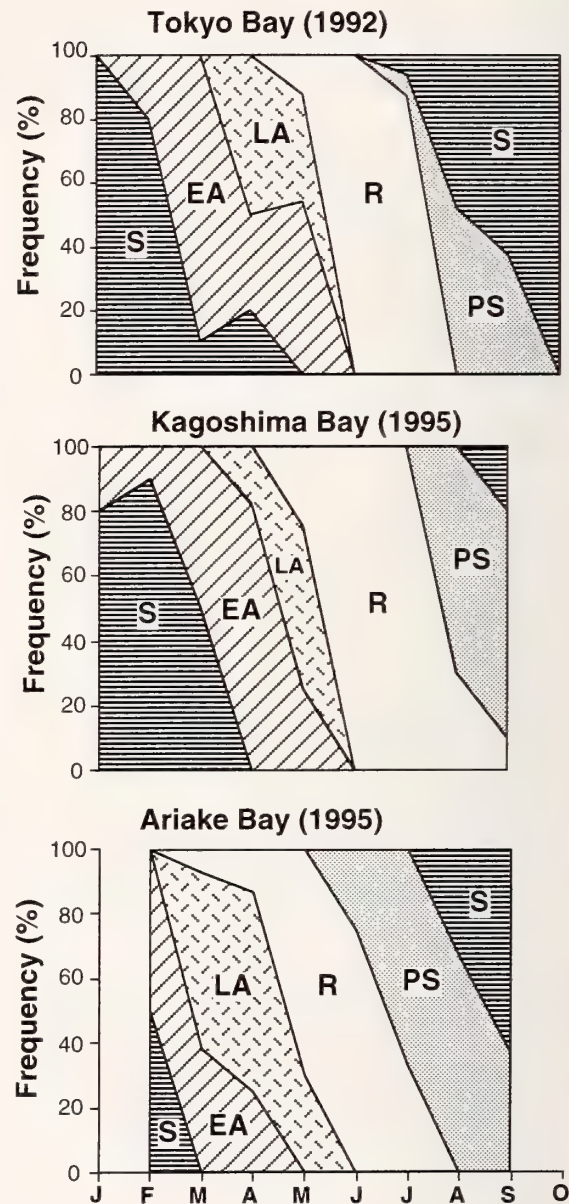 Tokyo Bay (1992)
Frequency (%)
100
80
60
40
20
0
S
EA
LA
R
PS
S
Kagoshima Bay (1995)
Frequency (%)
100
80
60
40
20
0
S
EA
LA
R
PS
Ariake Bay (1995)
Frequency (%)
100
80
60
40
20
0
S
EA
LA
R
PS
S
J F M A M J J A S O